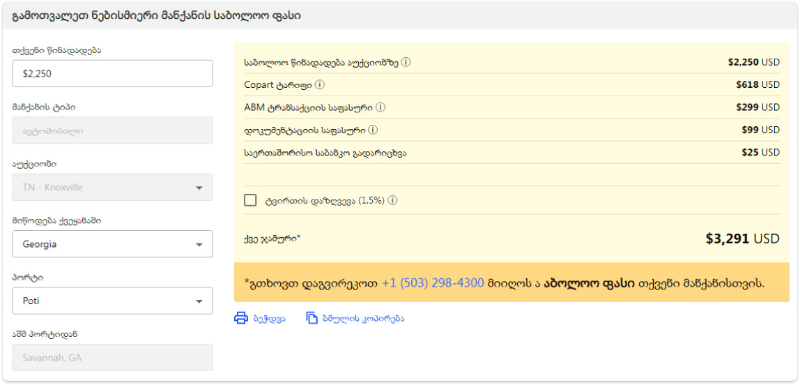 გამოთვალეთ ნებისმიერი მანქანის საბოლოო ფასი
თქვენი წინადადება
$2,250
მანქანის ტიპი
ავტომობილი
აუქციონი
TN - Knoxville
მიწოდება ქვეყანაში
Georgia
პორტი
Poti
აშშ პორტიდან
Savannah, GA
საბოლოო წინადადება აუქციონზე $2,250 USD
Copart ტარიფი $618 USD
ABM ტრანსაქციის საფასური $299 USD
დოკუმენტაციის საფასური $99 USD
საერთაშორისო საბანკო გადარიცხვა $25 USD
ტვირთის დაზღვევა (1.5%)
ქვე ჯამური* $3,291 USD
*გთხოვთ დაგვირეკოთ +1 (503) 298-4300 მიიღოს ა აბოლოო ფასი თქვენი მანქანისთვის.
ბეჭდვა ბმულის კოპირება